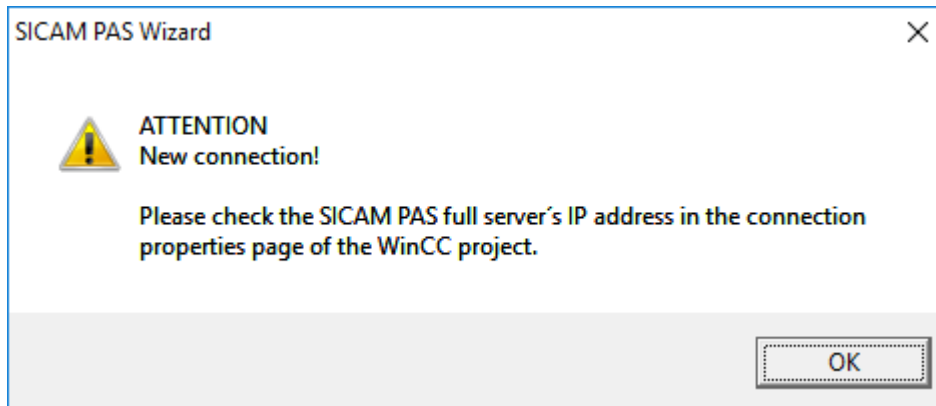 SICAM PAS Wizard
ATTENTION
New connection!
Please check the SICAM PAS full server´s IP address in the connection
properties page of the WinCC project.
OK